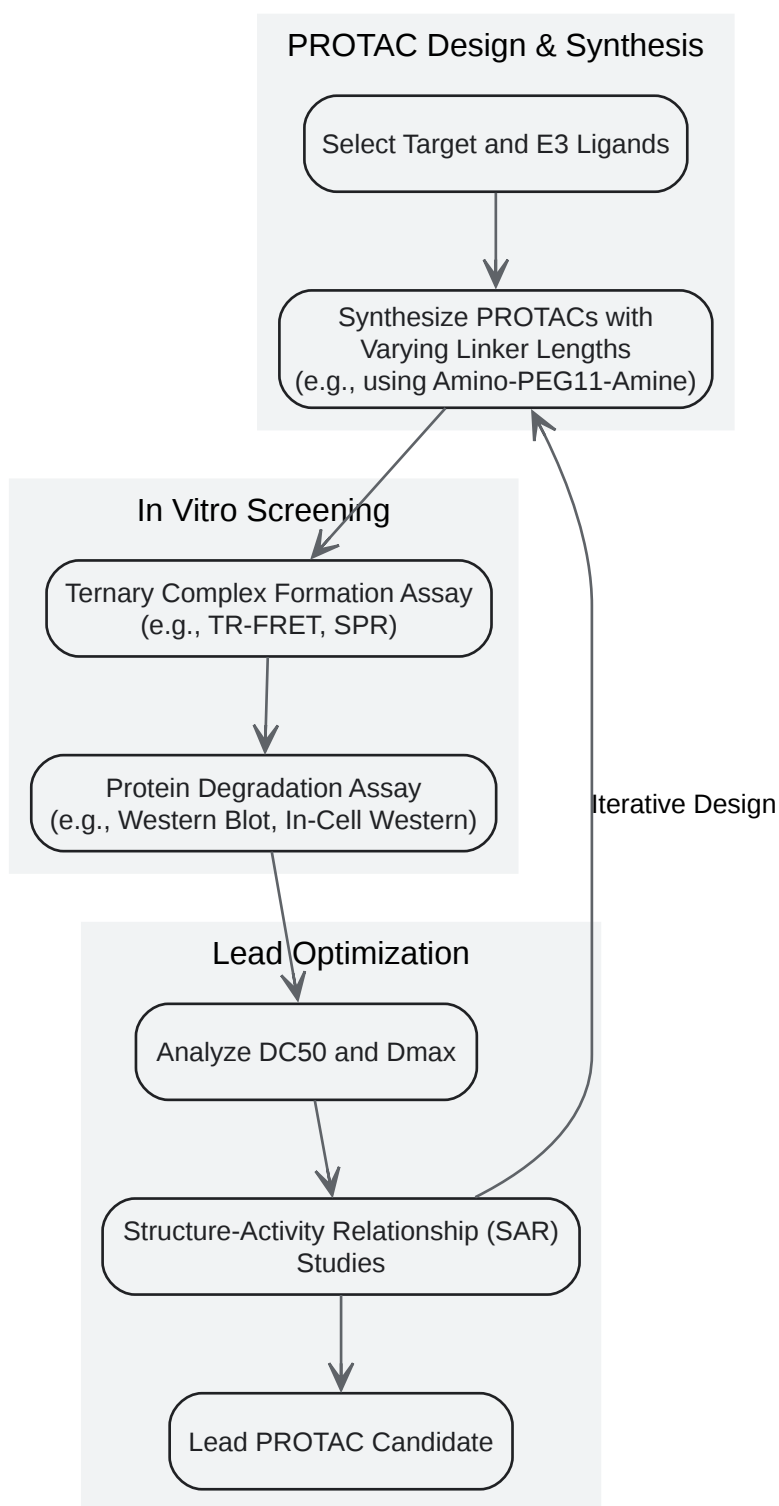 PROTAC Design & Synthesis
Select Target and E3 Ligands
Synthesize PROTACs with
Varying Linker Lengths
(e.g., using Amino-PEG11-Amine)
In Vitro Screening
Ternary Complex Formation Assay
(e.g., TR-FRET, SPR)
Protein Degradation Assay
(e.g., Western Blot, In-Cell Western)
Iterative Design
Lead Optimization
Analyze DC50 and Dmax
Structure-Activity Relationship (SAR)
Studies
Lead PROTAC Candidate